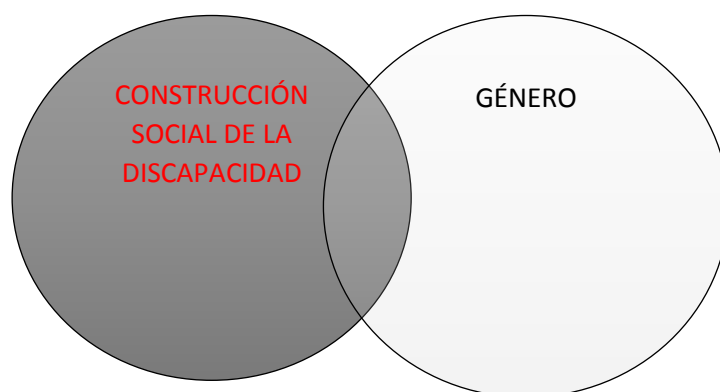 CONSTRUCCIÓN
SOCIAL DE LA
DISCAPACIDAD
GÉNERO